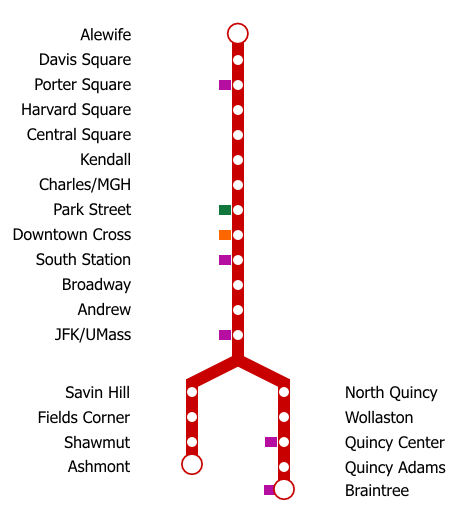 Alewife
Davis Square
Porter Square
Harvard Square
Central Square
Kendall
Charles/MGH
Park Street
Downtown Cross
South Station
Broadway
Andrew
JFK/UMass
Savin Hill
Fields Corner
Shawmut
Ashmont
North Quincy
Wollaston
Quincy Center
Quincy Adams
Braintree